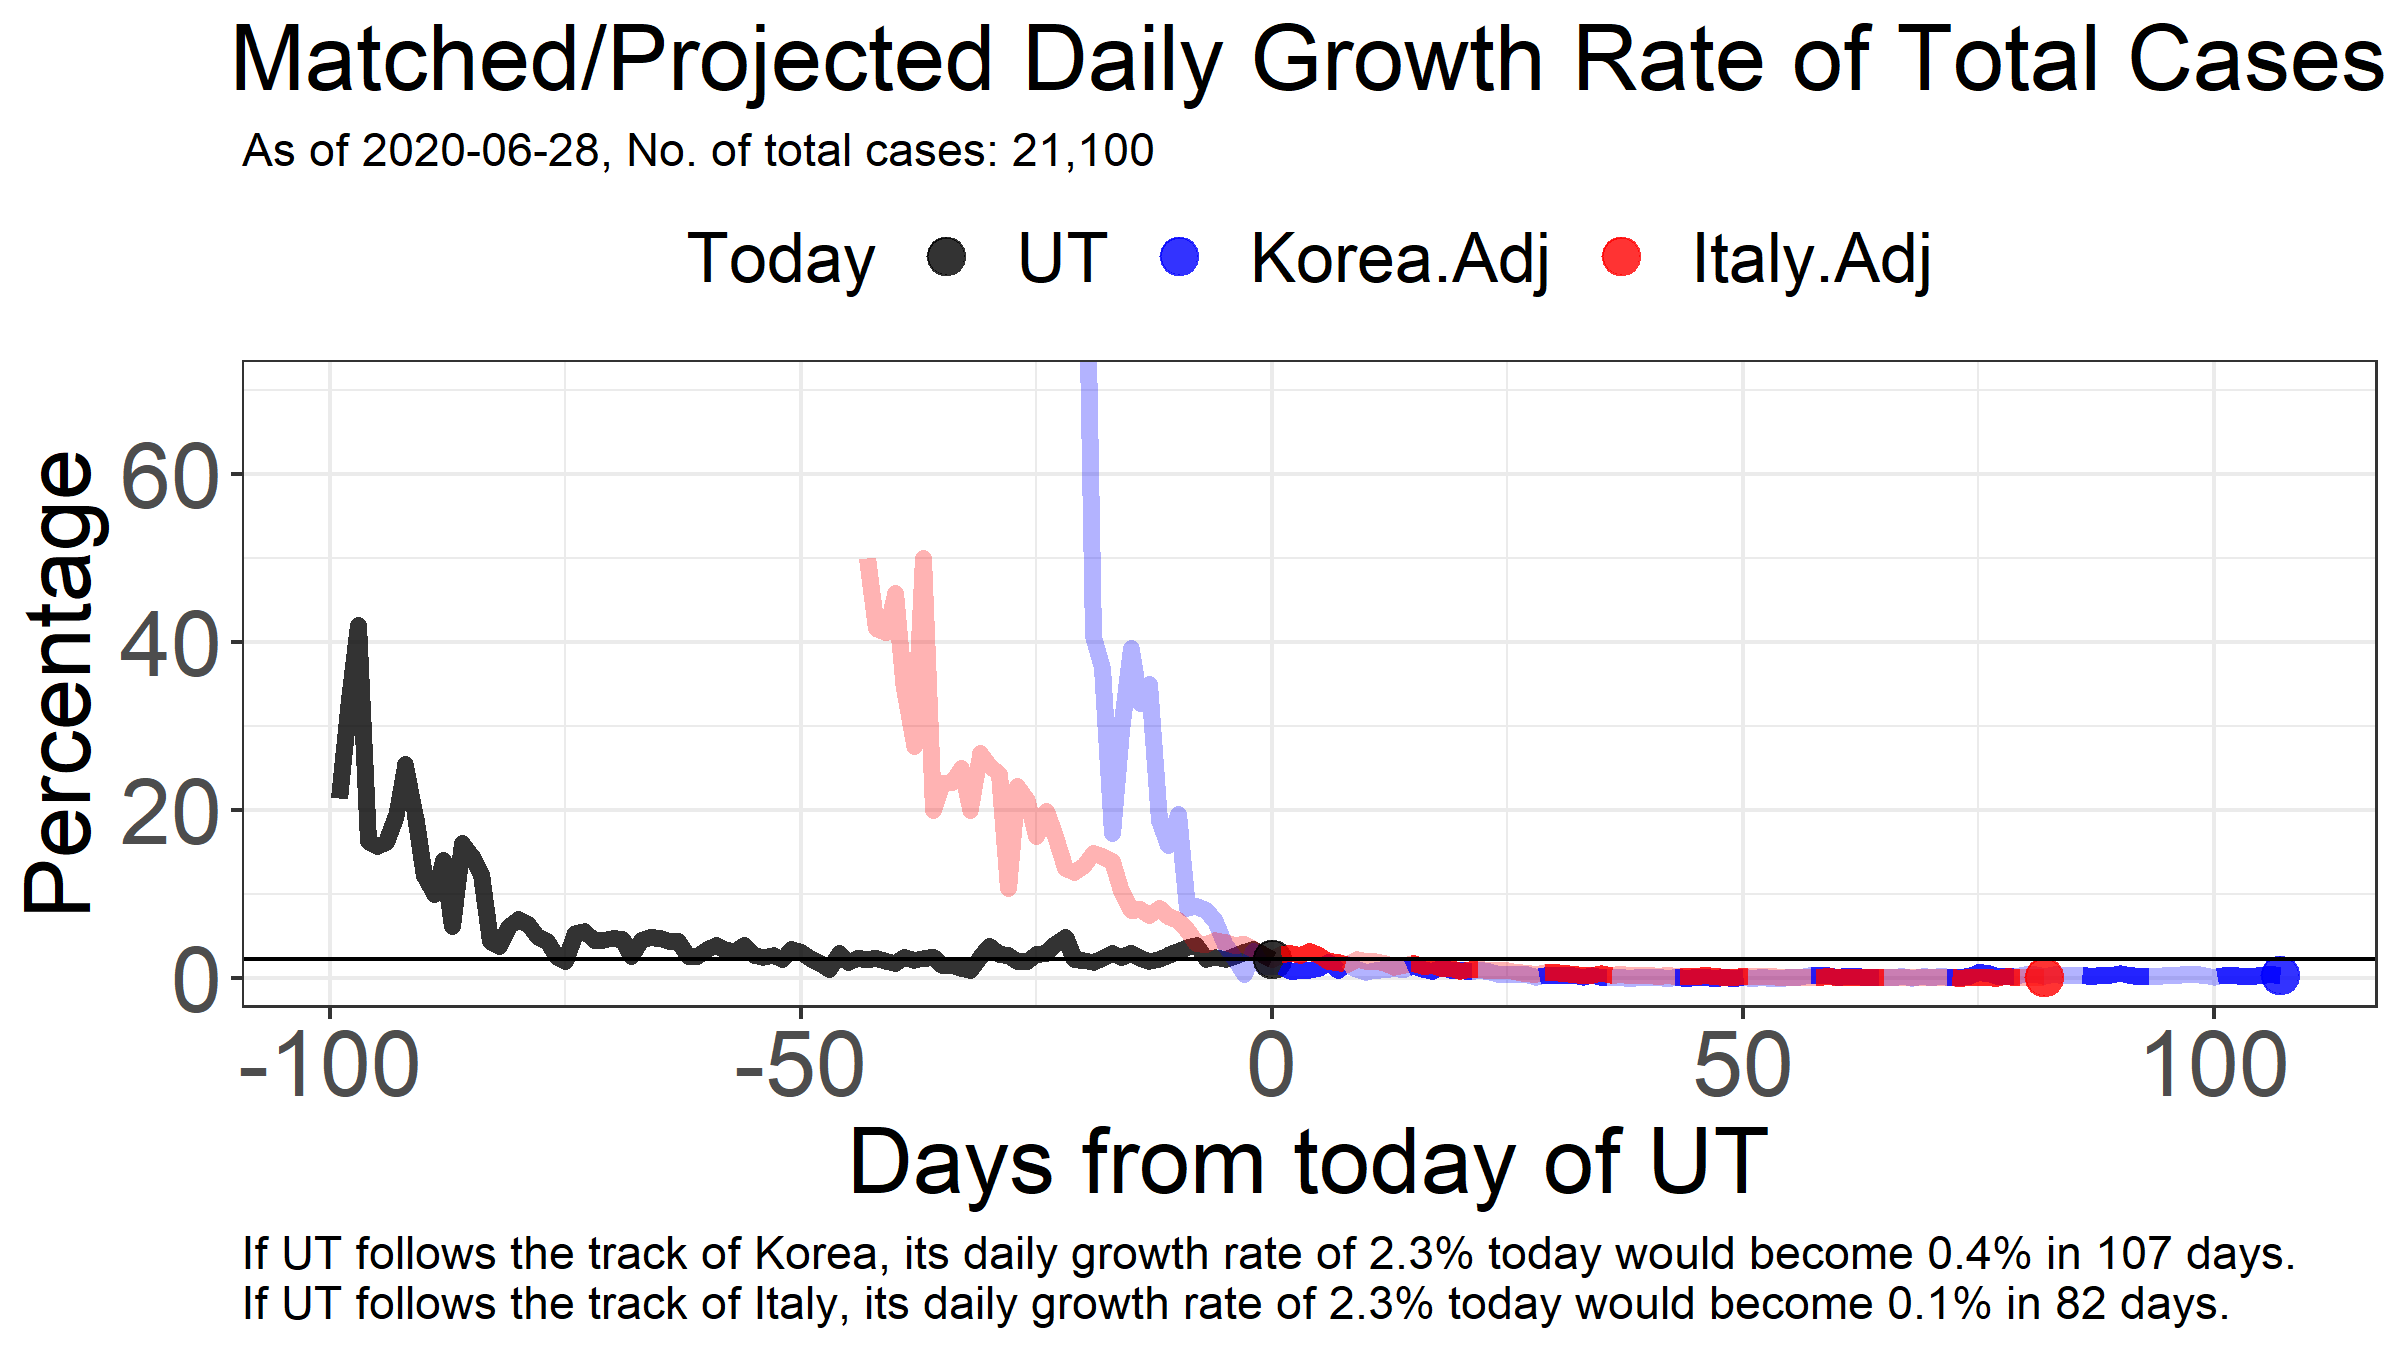 Matched/Projected Daily Growth Rate of Total Cases
As of 2020-06-28, No. of total cases: 21,100
Today UT Korea.Adj Italy.Adj
Percentage
60
40
20
0
-100 -50 0 50 100
Days from today of UT
If UT follows the track of Korea, its daily growth rate of 2.3% today would become 0.4% in 107 days.
If UT follows the track of Italy, its daily growth rate of 2.3% today would become 0.1% in 82 days.